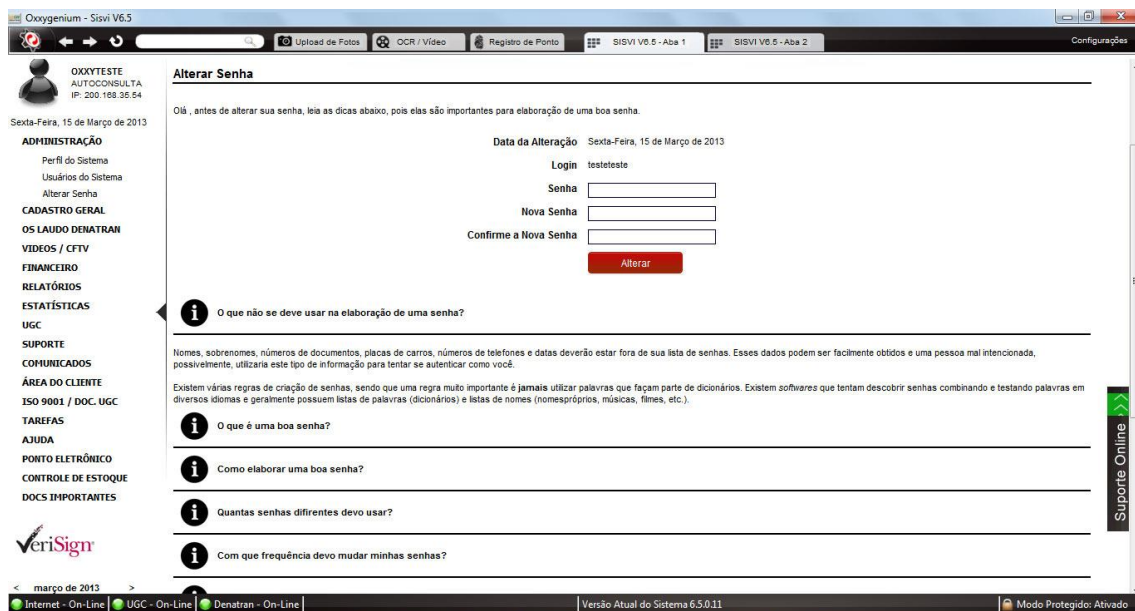 Oxxygenium - Sisvi V6.5
Upload de Fotos
OCR / Vídeo
Registro de Ponto
SISVI V6.5 - Aba 1
SISVI V6.5 - Aba 2
Configurações
OXXYTESTE
AUTOCONSULTA
IP: 200.168.35.54
Sexta-Feira, 15 de Março de 2013
ADMINISTRAÇÃO
Perfil do Sistema
Usuários do Sistema
Alterar Senha
CADASTRO GERAL
OS LAUDO DENATRAN
VIDEOS / CFTV
FINANCEIRO
RELATÓRIOS
ESTATÍSTICAS
UGC
SUPORTE
COMUNICADOS
ÁREA DO CLIENTE
ISO 9001 / DOC. UGC
TAREFAS
AJUDA
PONTO ELETRÔNICO
CONTROLE DE ESTOQUE
DOCS IMPORTANTES
VeriSign
< março de 2013 >
Alterar Senha
Olá , antes de alterar sua senha, leia as dicas abaixo, pois elas são importantes para elaboração de uma boa senha.
Data da Alteração Sexta-Feira, 15 de Março de 2013
Login testeteste
Senha
Nova Senha
Confirme a Nova Senha
Alterar
O que não se deve usar na elaboração de uma senha?
Nomes, sobrenomes, números de documentos, placas de carros, números de telefones e datas deverão estar fora de sua lista de senhas. Esses dados podem ser facilmente obtidos e uma pessoa mal intencionada,
possivelmente, utilizaria este tipo de informação para tentar se autenticar como você.
Existem várias regras de criação de senhas, sendo que uma regra muito importante é jamais utilizar palavras que façam parte de dicionários. Existem softwares que tentam descobrir senhas combinando e testando palavras em
diversos idiomas e geralmente possuem listas de palavras (dicionários) e listas de nomes (nomespróprios, músicas, filmes, etc.).
O que é uma boa senha?
Como elaborar uma boa senha?
Quantas senhas difirentes devo usar?
Com que frequência devo mudar minhas senhas?
Suporte Online
Internet - On-Line
UGC - On-Line
Denatran - On-Line
Versão Atual do Sistema 6.5.0.11
Modo Protegido: Ativado